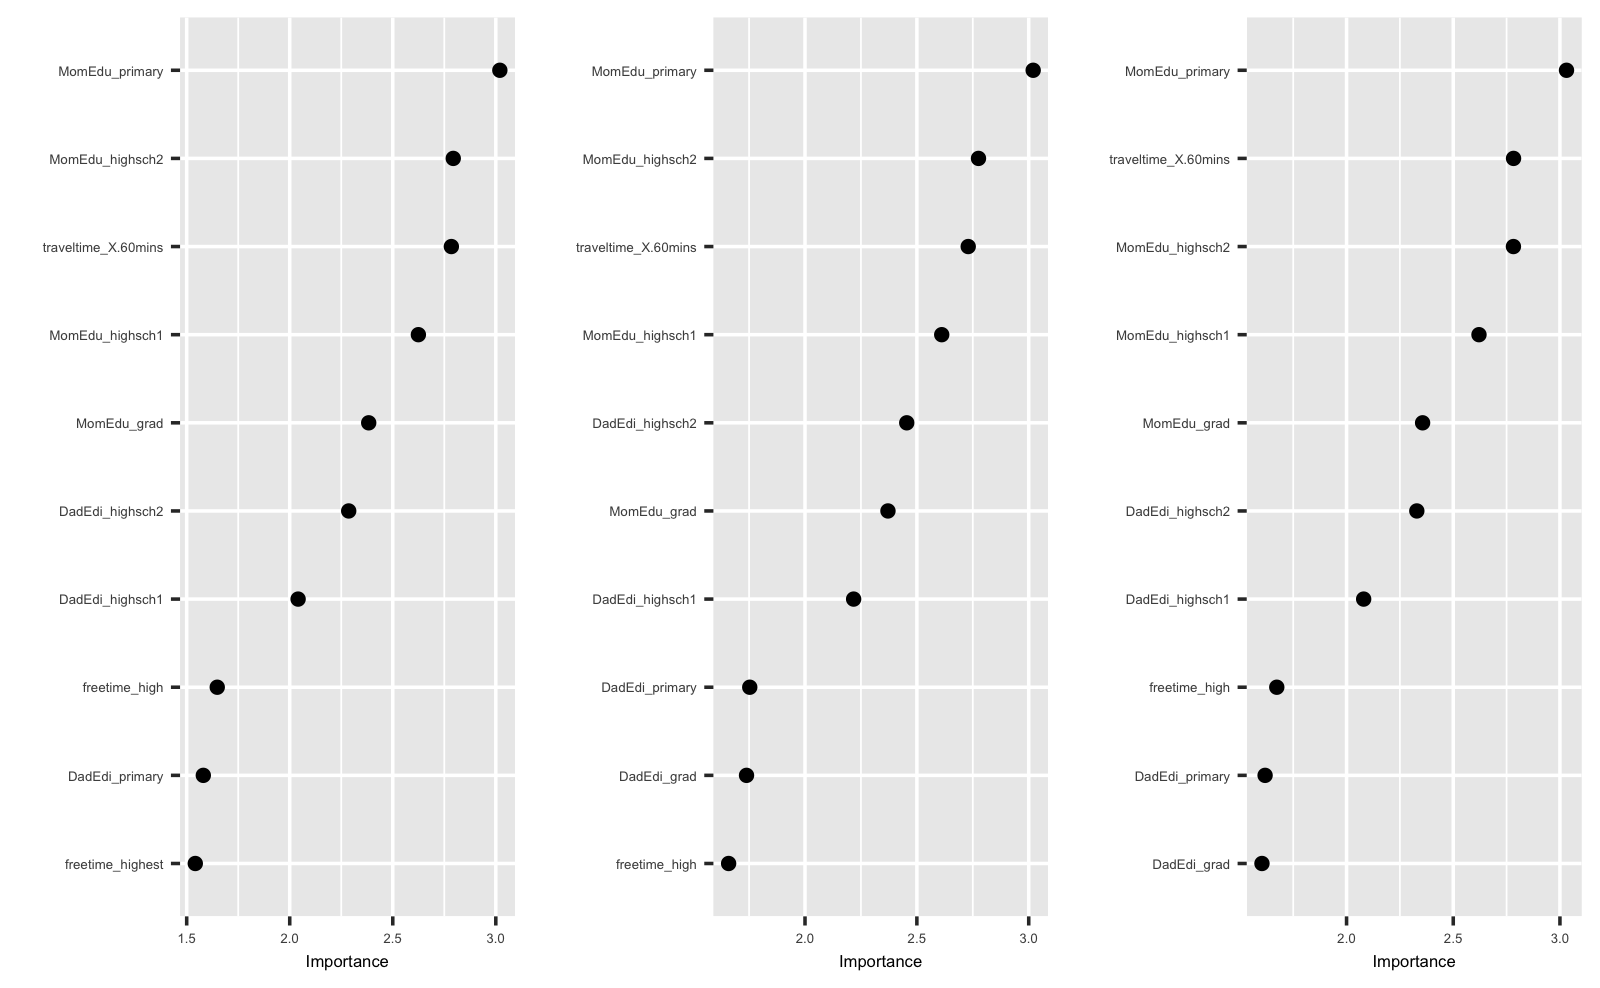 MomEdu_primary
MomEdu_highsch2
traveltime_X.60mins
MomEdu_highsch1
MomEdu_grad
DadEdi_highsch2
DadEdi_highsch1
freetime_high
DadEdi_primary
freetime_highest
1.5 2.0 2.5 3.0
Importance
MomEdu_primary
MomEdu_highsch2
traveltime_X.60mins
MomEdu_highsch1
DadEdi_highsch2
MomEdu_grad
DadEdi_highsch1
DadEdi_primary
DadEdi_grad
freetime_high
2.0 2.5 3.0
Importance
MomEdu_primary
traveltime_X.60mins
MomEdu_highsch2
MomEdu_highsch1
MomEdu_grad
DadEdi_highsch2
DadEdi_highsch1
freetime_high
DadEdi_primary
DadEdi_grad
2.0 2.5 3.0
Importance